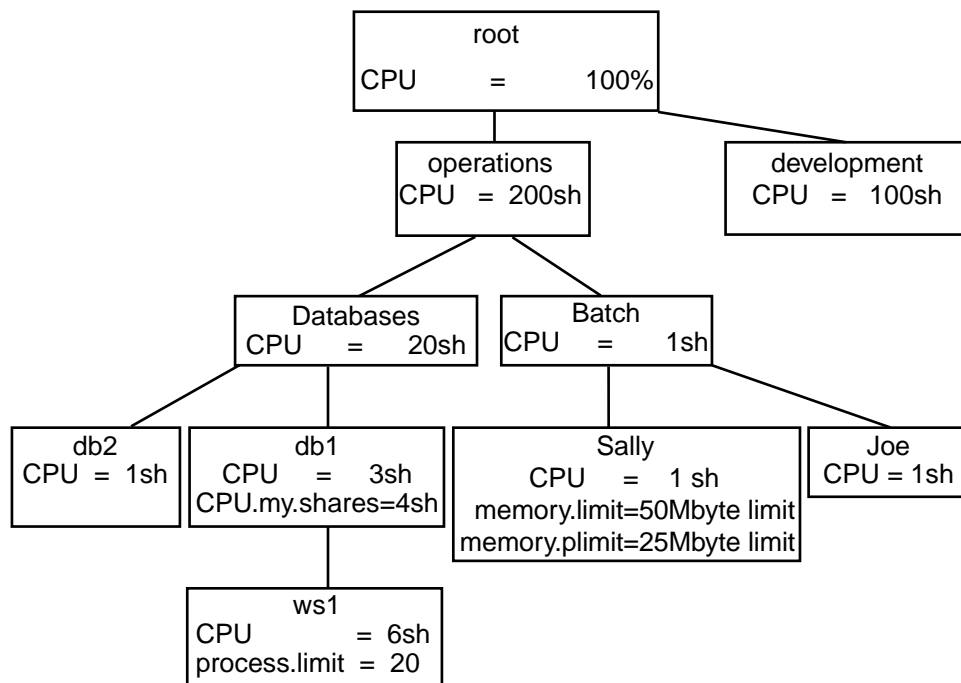 root
CPU = 100%
operations
CPU = 200sh
development
CPU = 100sh
Databases
CPU = 20sh
Batch
CPU = 1sh
db2
CPU = 1sh
db1
CPU = 3sh
CPU.my.shares=4sh
Sally
CPU = 1 sh
memory.limit=50Mbyte limit
memory.plimit=25Mbyte limit
Joe
CPU = 1sh
ws1
CPU = 6sh
process.limit = 20